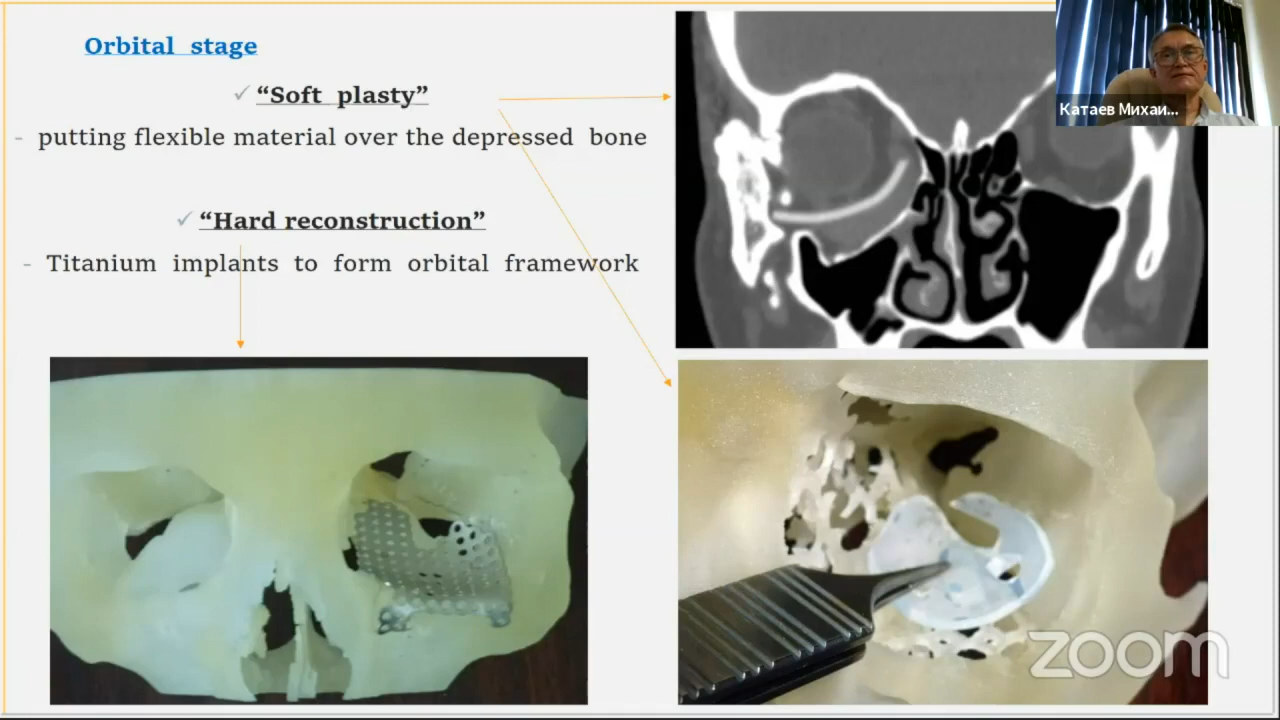 Orbital stage
✓ “Soft plasty”
- putting flexible material over the depressed bone
✓ “Hard reconstruction”
- Titanium implants to form orbital framework
Катаев Михаи...
zoom